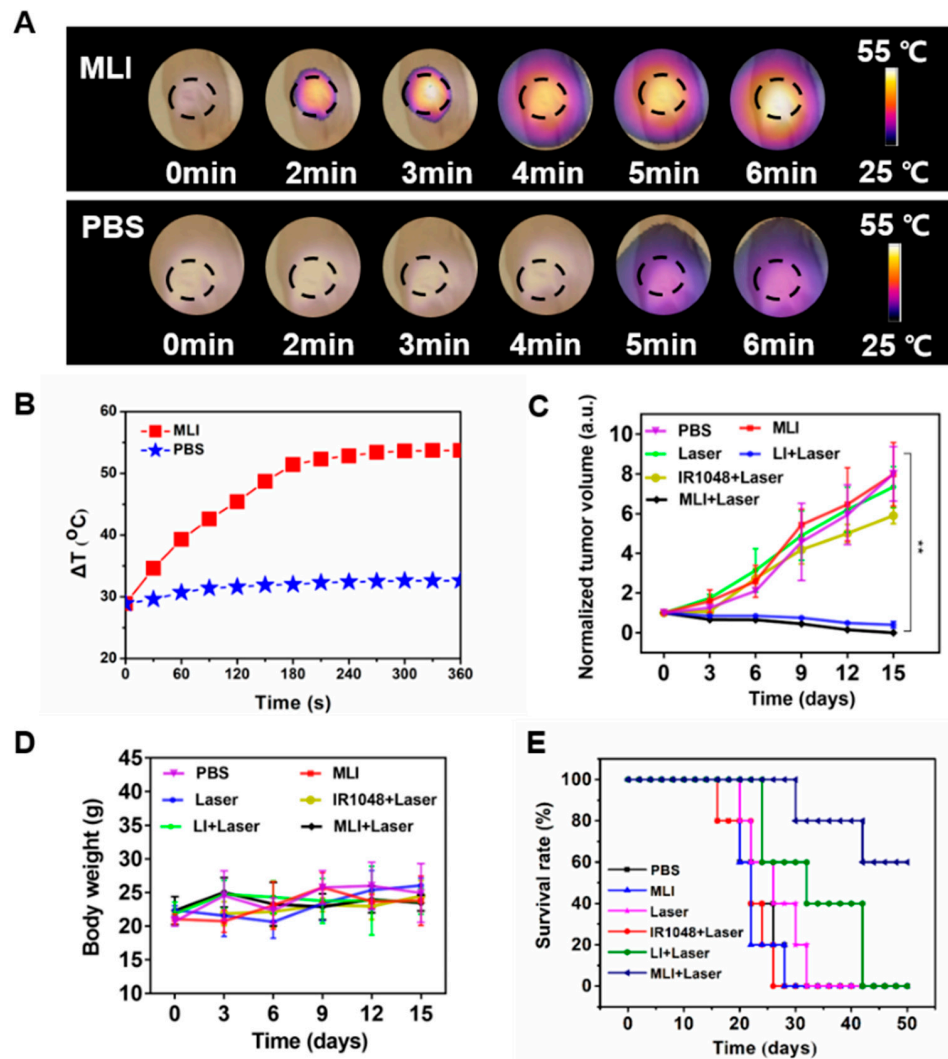 A
MLI
55 ℃
0min 2min 3min 4min 5min 6min
25 ℃
PBS
55 ℃
0min 2min 3min 4min 5min 6min
25 ℃
B
ΔT (°C)
60
50
40
30
20
MLI
PBS
0 60 120 180 240 300 360
Time (s)
C
Normalized tumor volume (a.u.)
10
8
6
4
2
0
PBS MLI
Laser LI+Laser
IR1048+Laser
MLI+Laser
**
0 3 6 9 12 15
Time (days)
D
Body weight (g)
45
40
35
30
25
20
15
10
PBS MLI
Laser IR1048+Laser
LI+Laser MLI+Laser
0 3 6 9 12 15
Time (days)
E
Survival rate (%)
100
80
60
40
20
0
PBS
MLI
Laser
IR1048+Laser
LI+Laser
MLI+Laser
0 10 20 30 40 50
Time (days)